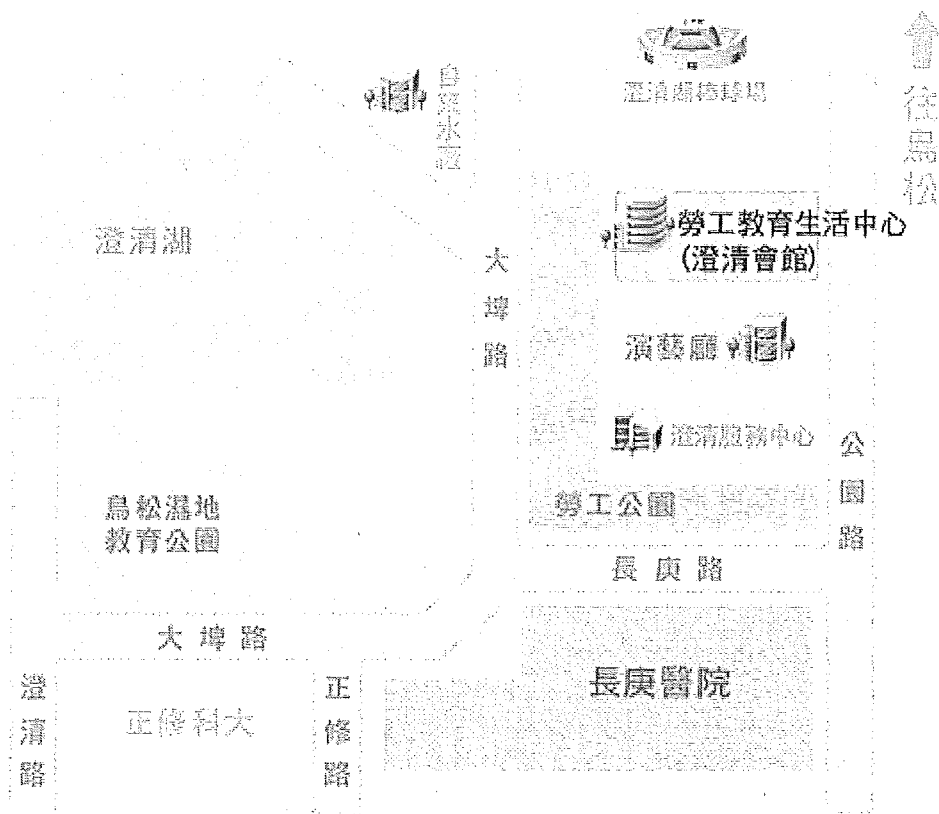 澄清湖棒球場
自來水公
往鳥松
勞工教育生活中心
(澄清會館)
澄清湖
大埤路
演藝廳
澄清服務中心
公園路
鳥松濕地
教育公園
勞工公園
長庚路
大埤路
長庚醫院
澄清路
正修科大
正修路